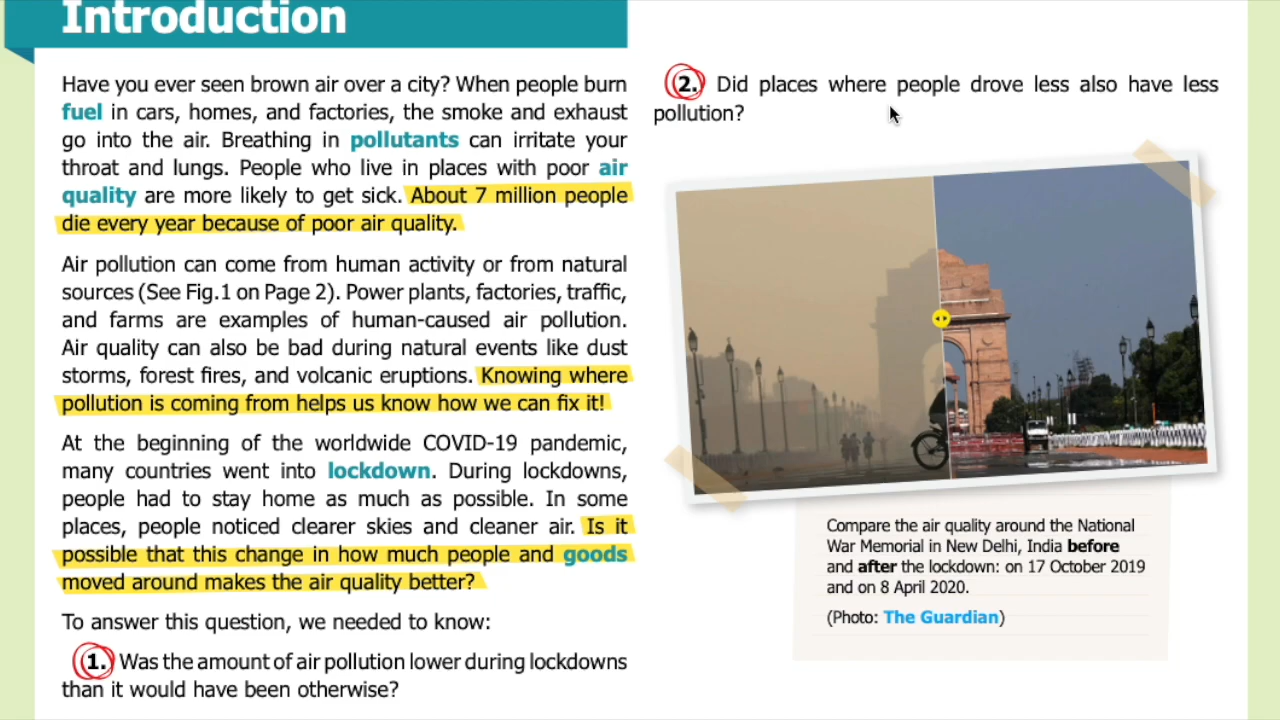 Introduction
Have you ever seen brown air over a city? When people burn
fuel in cars, homes, and factories, the smoke and exhaust
go into the air. Breathing in pollutants can irritate your
throat and lungs. People who live in places with poor air
quality are more likely to get sick. About 7 million people
die every year because of poor air quality.
Air pollution can come from human activity or from natural
sources (See Fig.1 on Page 2). Power plants, factories, traffic,
and farms are examples of human-caused air pollution.
Air quality can also be bad during natural events like dust
storms, forest fires, and volcanic eruptions. Knowing where
pollution is coming from helps us know how we can fix it!
At the beginning of the worldwide COVID-19 pandemic,
many countries went into lockdown. During lockdowns,
people had to stay home as much as possible. In some
places, people noticed clearer skies and cleaner air. Is it
possible that this change in how much people and goods
moved around makes the air quality better?
To answer this question, we needed to know:
1. Was the amount of air pollution lower during lockdowns
than it would have been otherwise?
2. Did places where people drove less also have less
pollution?
Compare the air quality around the National
War Memorial in New Delhi, India before
and after the lockdown: on 17 October 2019
and on 8 April 2020.
(Photo: The Guardian)